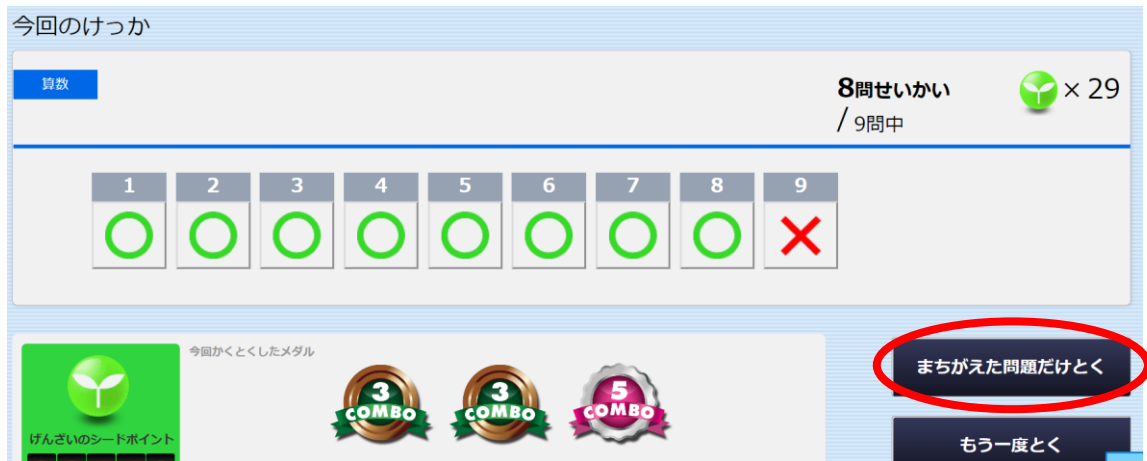 今回のけっか
算数
8問せいかい
/ 9問中
× 29
1 2 3 4 5 6 7 8 9
今回かくとくしたメダル
3 COMBO
3 COMBO
5 COMBO
げんざいのシードポイント
まちがえた問題だけとく
もう一度とく